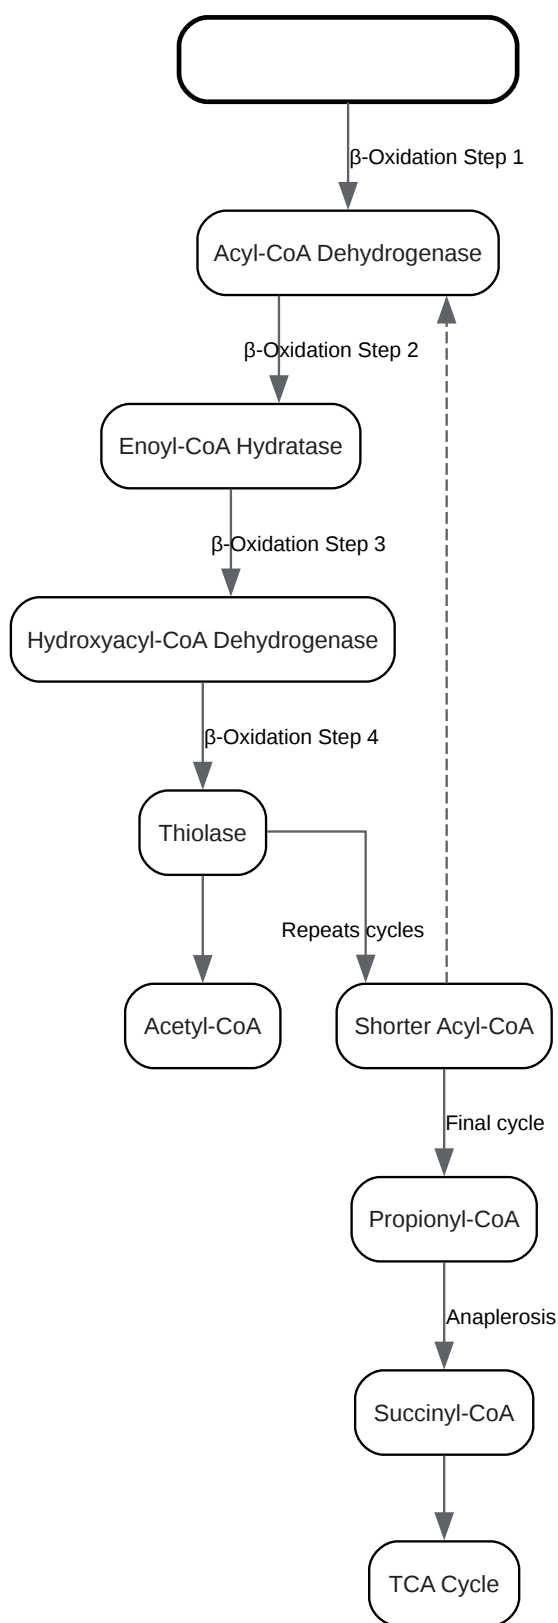 β-Oxidation Step 1
Acyl-CoA Dehydrogenase
β-Oxidation Step 2
Enoyl-CoA Hydratase
β-Oxidation Step 3
Hydroxyacyl-CoA Dehydrogenase
β-Oxidation Step 4
Thiolase
Repeats cycles
Acetyl-CoA
Shorter Acyl-CoA
Final cycle
Propionyl-CoA
Anaplerosis
Succinyl-CoA
TCA Cycle